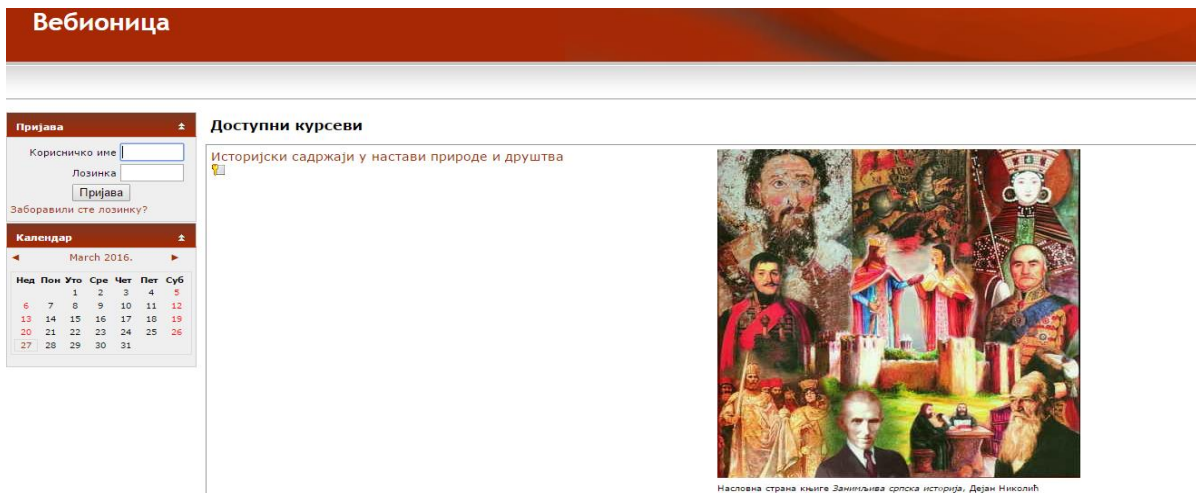 Вебионица
Пријава
Корисничко име
Лозинка
Пријава
Заборавили сте лозинку?
Календар
◄ March 2016. ►
Нед Пон Уто Сре Чет Пет Суб
1 2 3 4 5
6 7 8 9 10 11 12
13 14 15 16 17 18 19
20 21 22 23 24 25 26
27 28 29 30 31
Доступни курсеви
Историјски садржаји у настави природе и друштва
Насловна страна књиге Занимљива српска историја, Дејан Николић